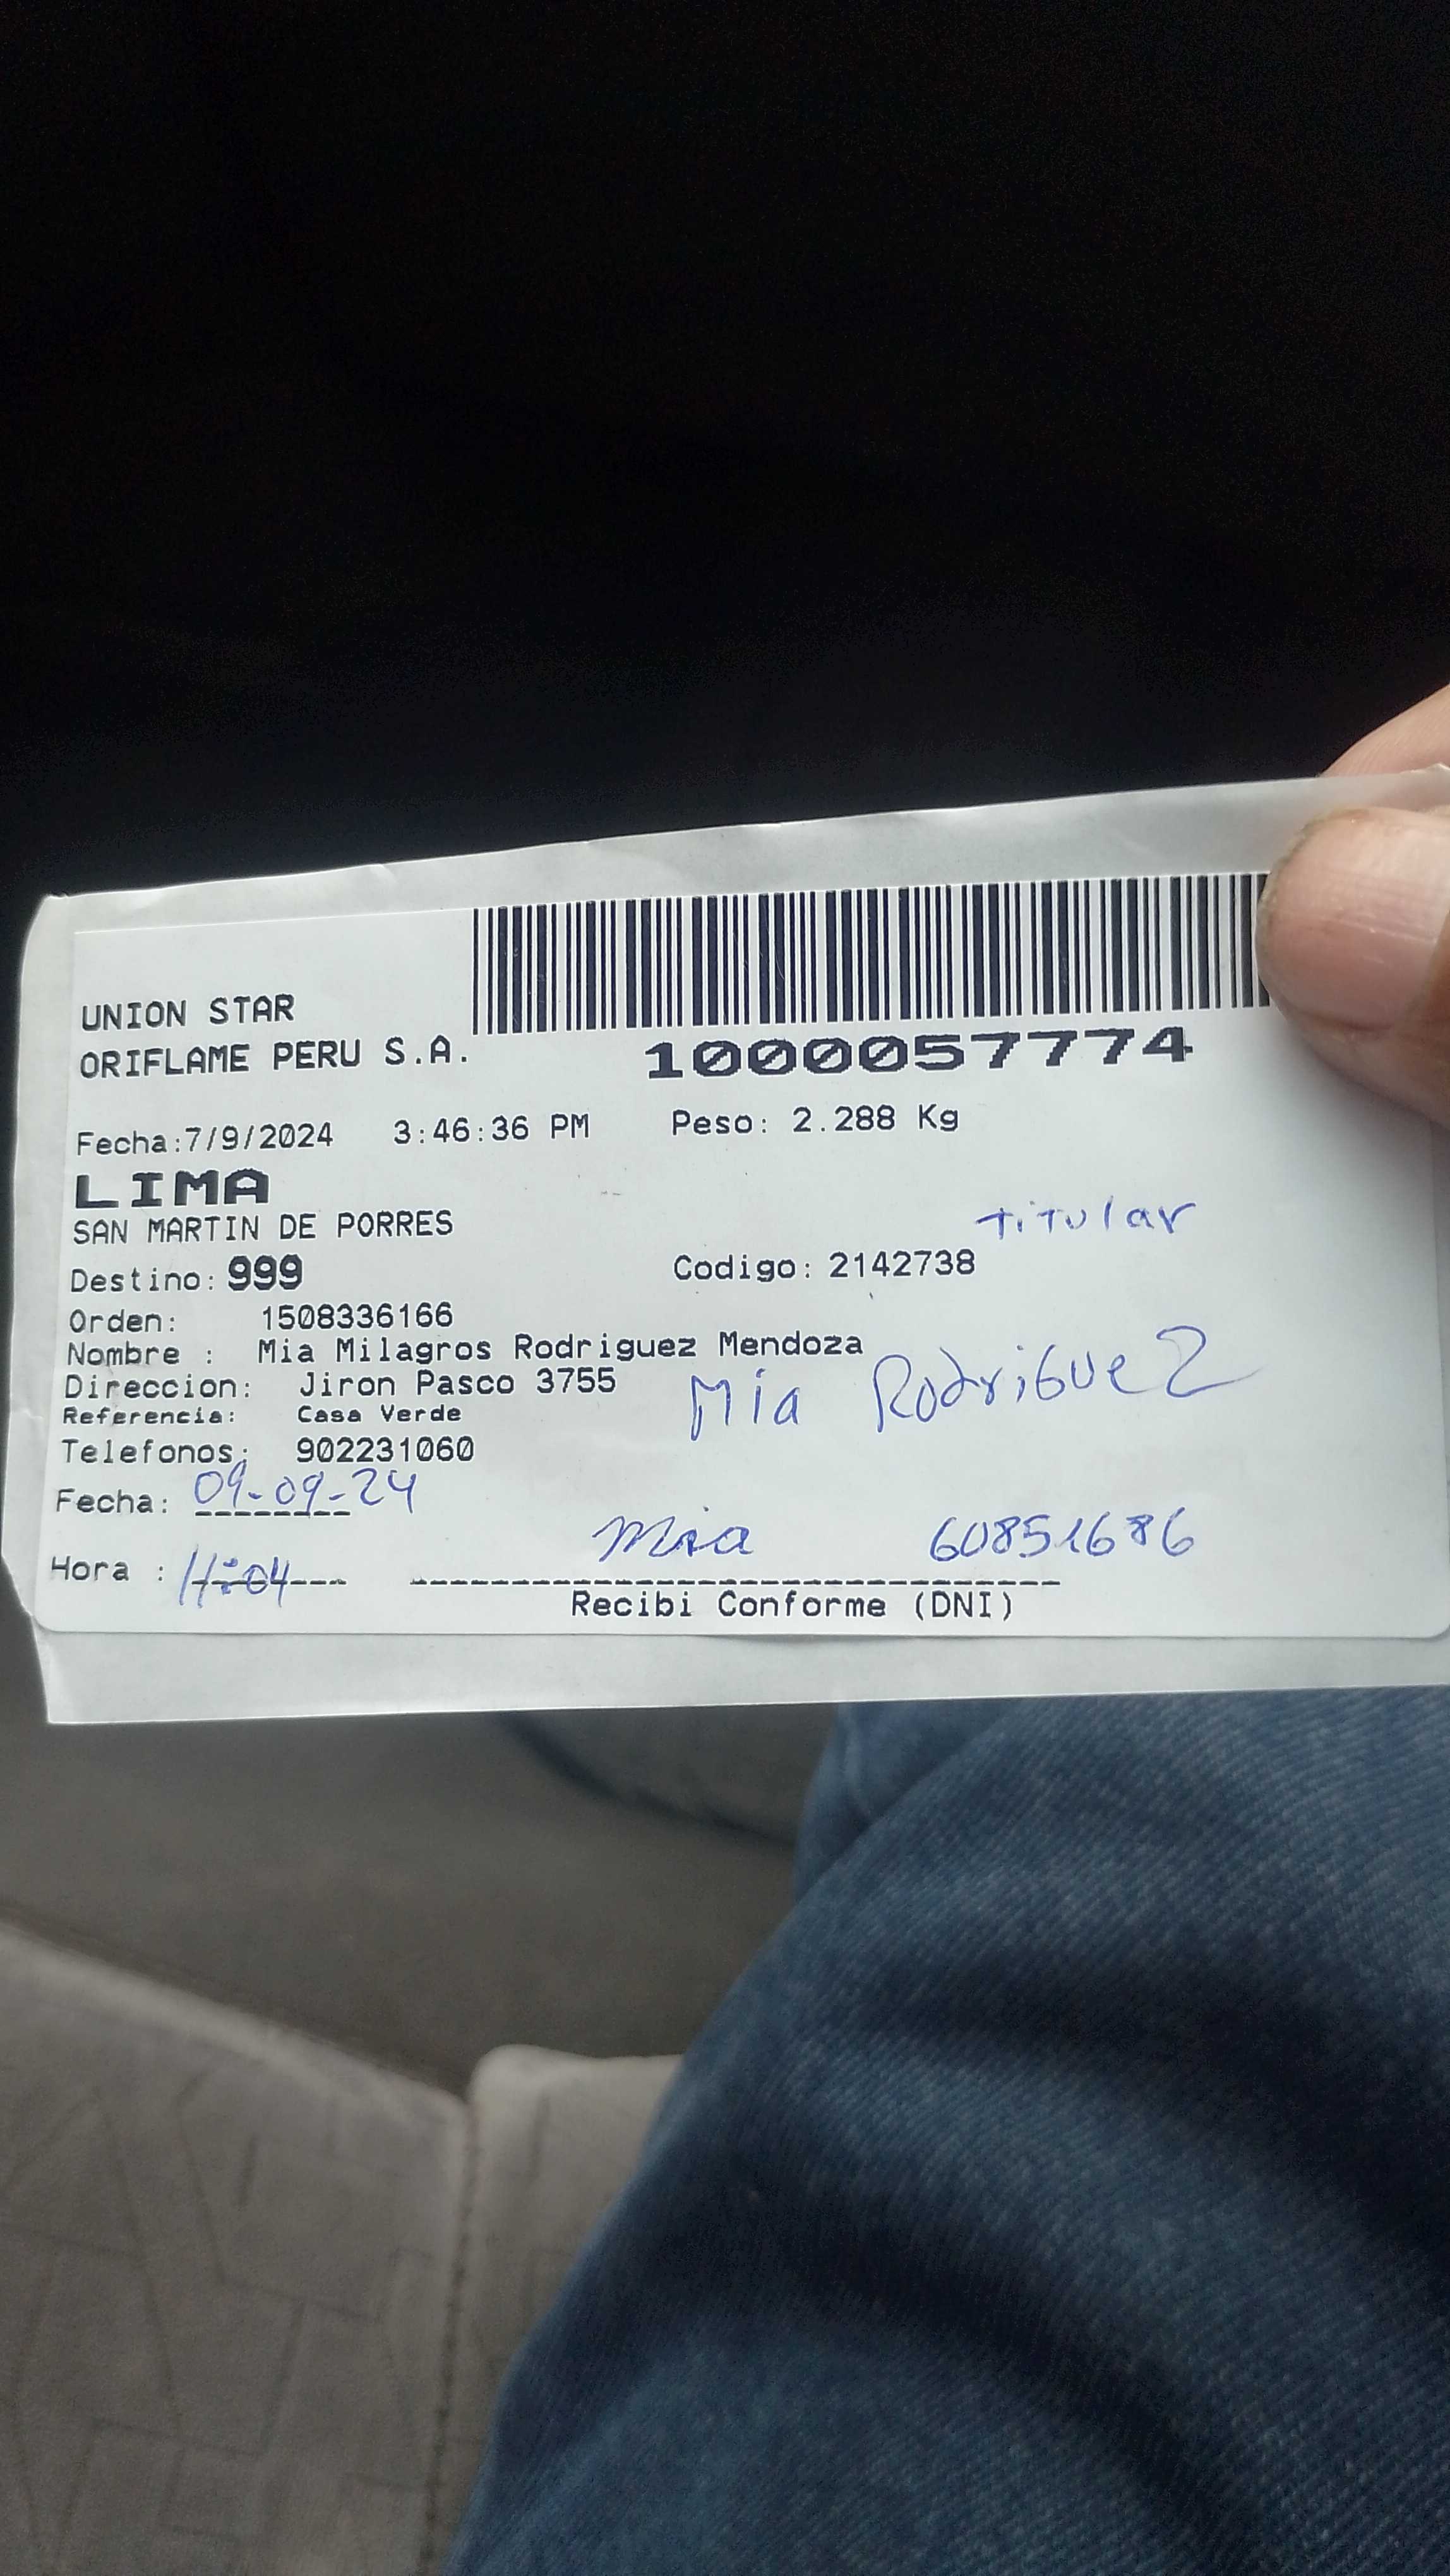 UNION STAR
ORIFLAME PERU S.A.
1000057774
Fecha:7/9/2024 3:46:36 PM Peso: 2.288 Kg
LIMA
SAN MARTIN DE PORRES
Titular
Destino: 999 Codigo: 2142738
Orden: 1508336166
Nombre : Mia Milagros Rodriguez Mendoza
Direccion: Jiron Pasco 3755
Mia Rodriguez
Referencia: Casa Verde
Telefonos: 902231060
Fecha: 09-09-24
Mia 60851686
Hora : 11:04
Recibi Conforme (DNI)